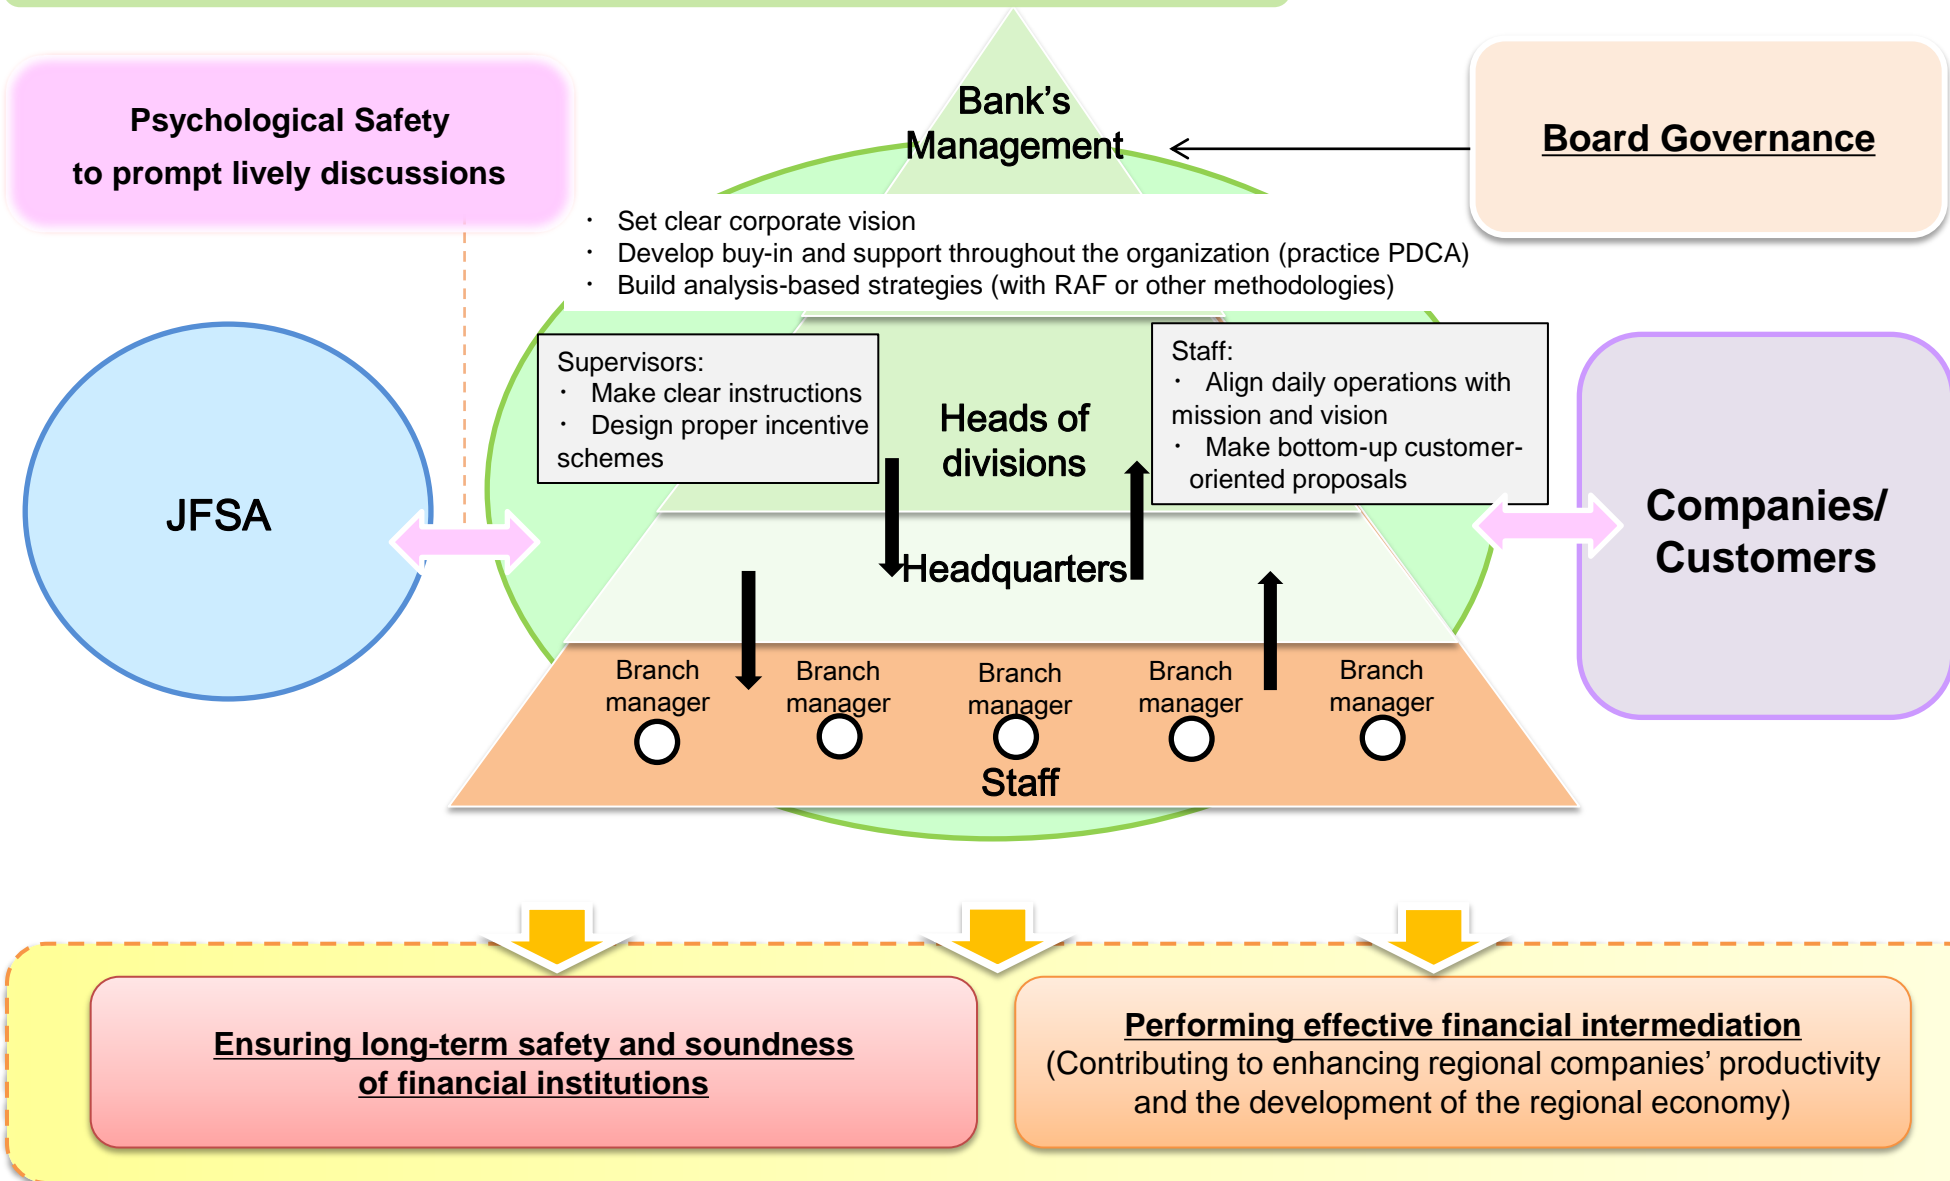 Psychological Safety
to prompt lively discussions
Bank's
Management
Board Governance
・ Set clear corporate vision
・ Develop buy-in and support throughout the organization (practice PDCA)
・ Build analysis-based strategies (with RAF or other methodologies)
Supervisors:
・ Make clear instructions
・ Design proper incentive
schemes
Heads of
divisions
Staff:
・ Align daily operations with
mission and vision
・ Make bottom-up customer-
oriented proposals
JFSA
Companies/
Customers
Headquarters
Branch
manager
Branch
manager
Branch
manager
Branch
manager
Branch
manager
Staff
Ensuring long-term safety and soundness
of financial institutions
Performing effective financial intermediation
(Contributing to enhancing regional companies' productivity
and the development of the regional economy)